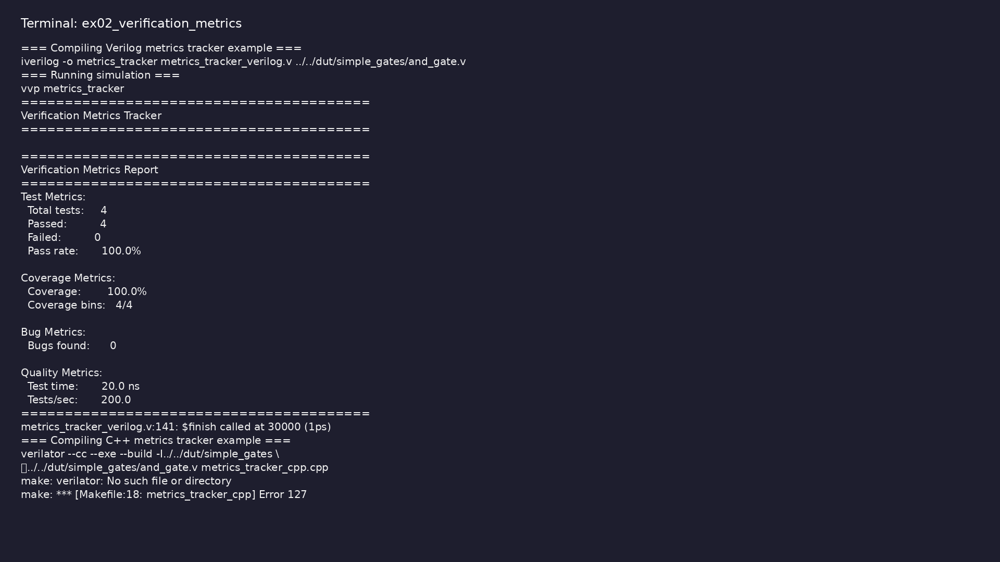 Terminal: ex02_verification_metrics
=== Compiling Verilog metrics tracker example ===
iverilog -o metrics_tracker metrics_tracker_verilog.v ../../dut/simple_gates/and_gate.v
=== Running simulation ===
vvp metrics_tracker
========================================
Verification Metrics Tracker
========================================
========================================
Verification Metrics Report
========================================
Test Metrics:
  Total tests:     4
  Passed:          4
  Failed:          0
  Pass rate:       100.0%
Coverage Metrics:
  Coverage:        100.0%
  Coverage bins:   4/4
Bug Metrics:
  Bugs found:      0
Quality Metrics:
  Test time:       20.0 ns
  Tests/sec:       200.0
========================================
metrics_tracker_verilog.v:141: $finish called at 30000 (1ps)
=== Compiling C++ metrics tracker example ===
verilator --cc --exe --build -I../../dut/simple_gates \
../../dut/simple_gates/and_gate.v metrics_tracker_cpp.cpp
make: verilator: No such file or directory
make: *** [Makefile:18: metrics_tracker_cpp] Error 127